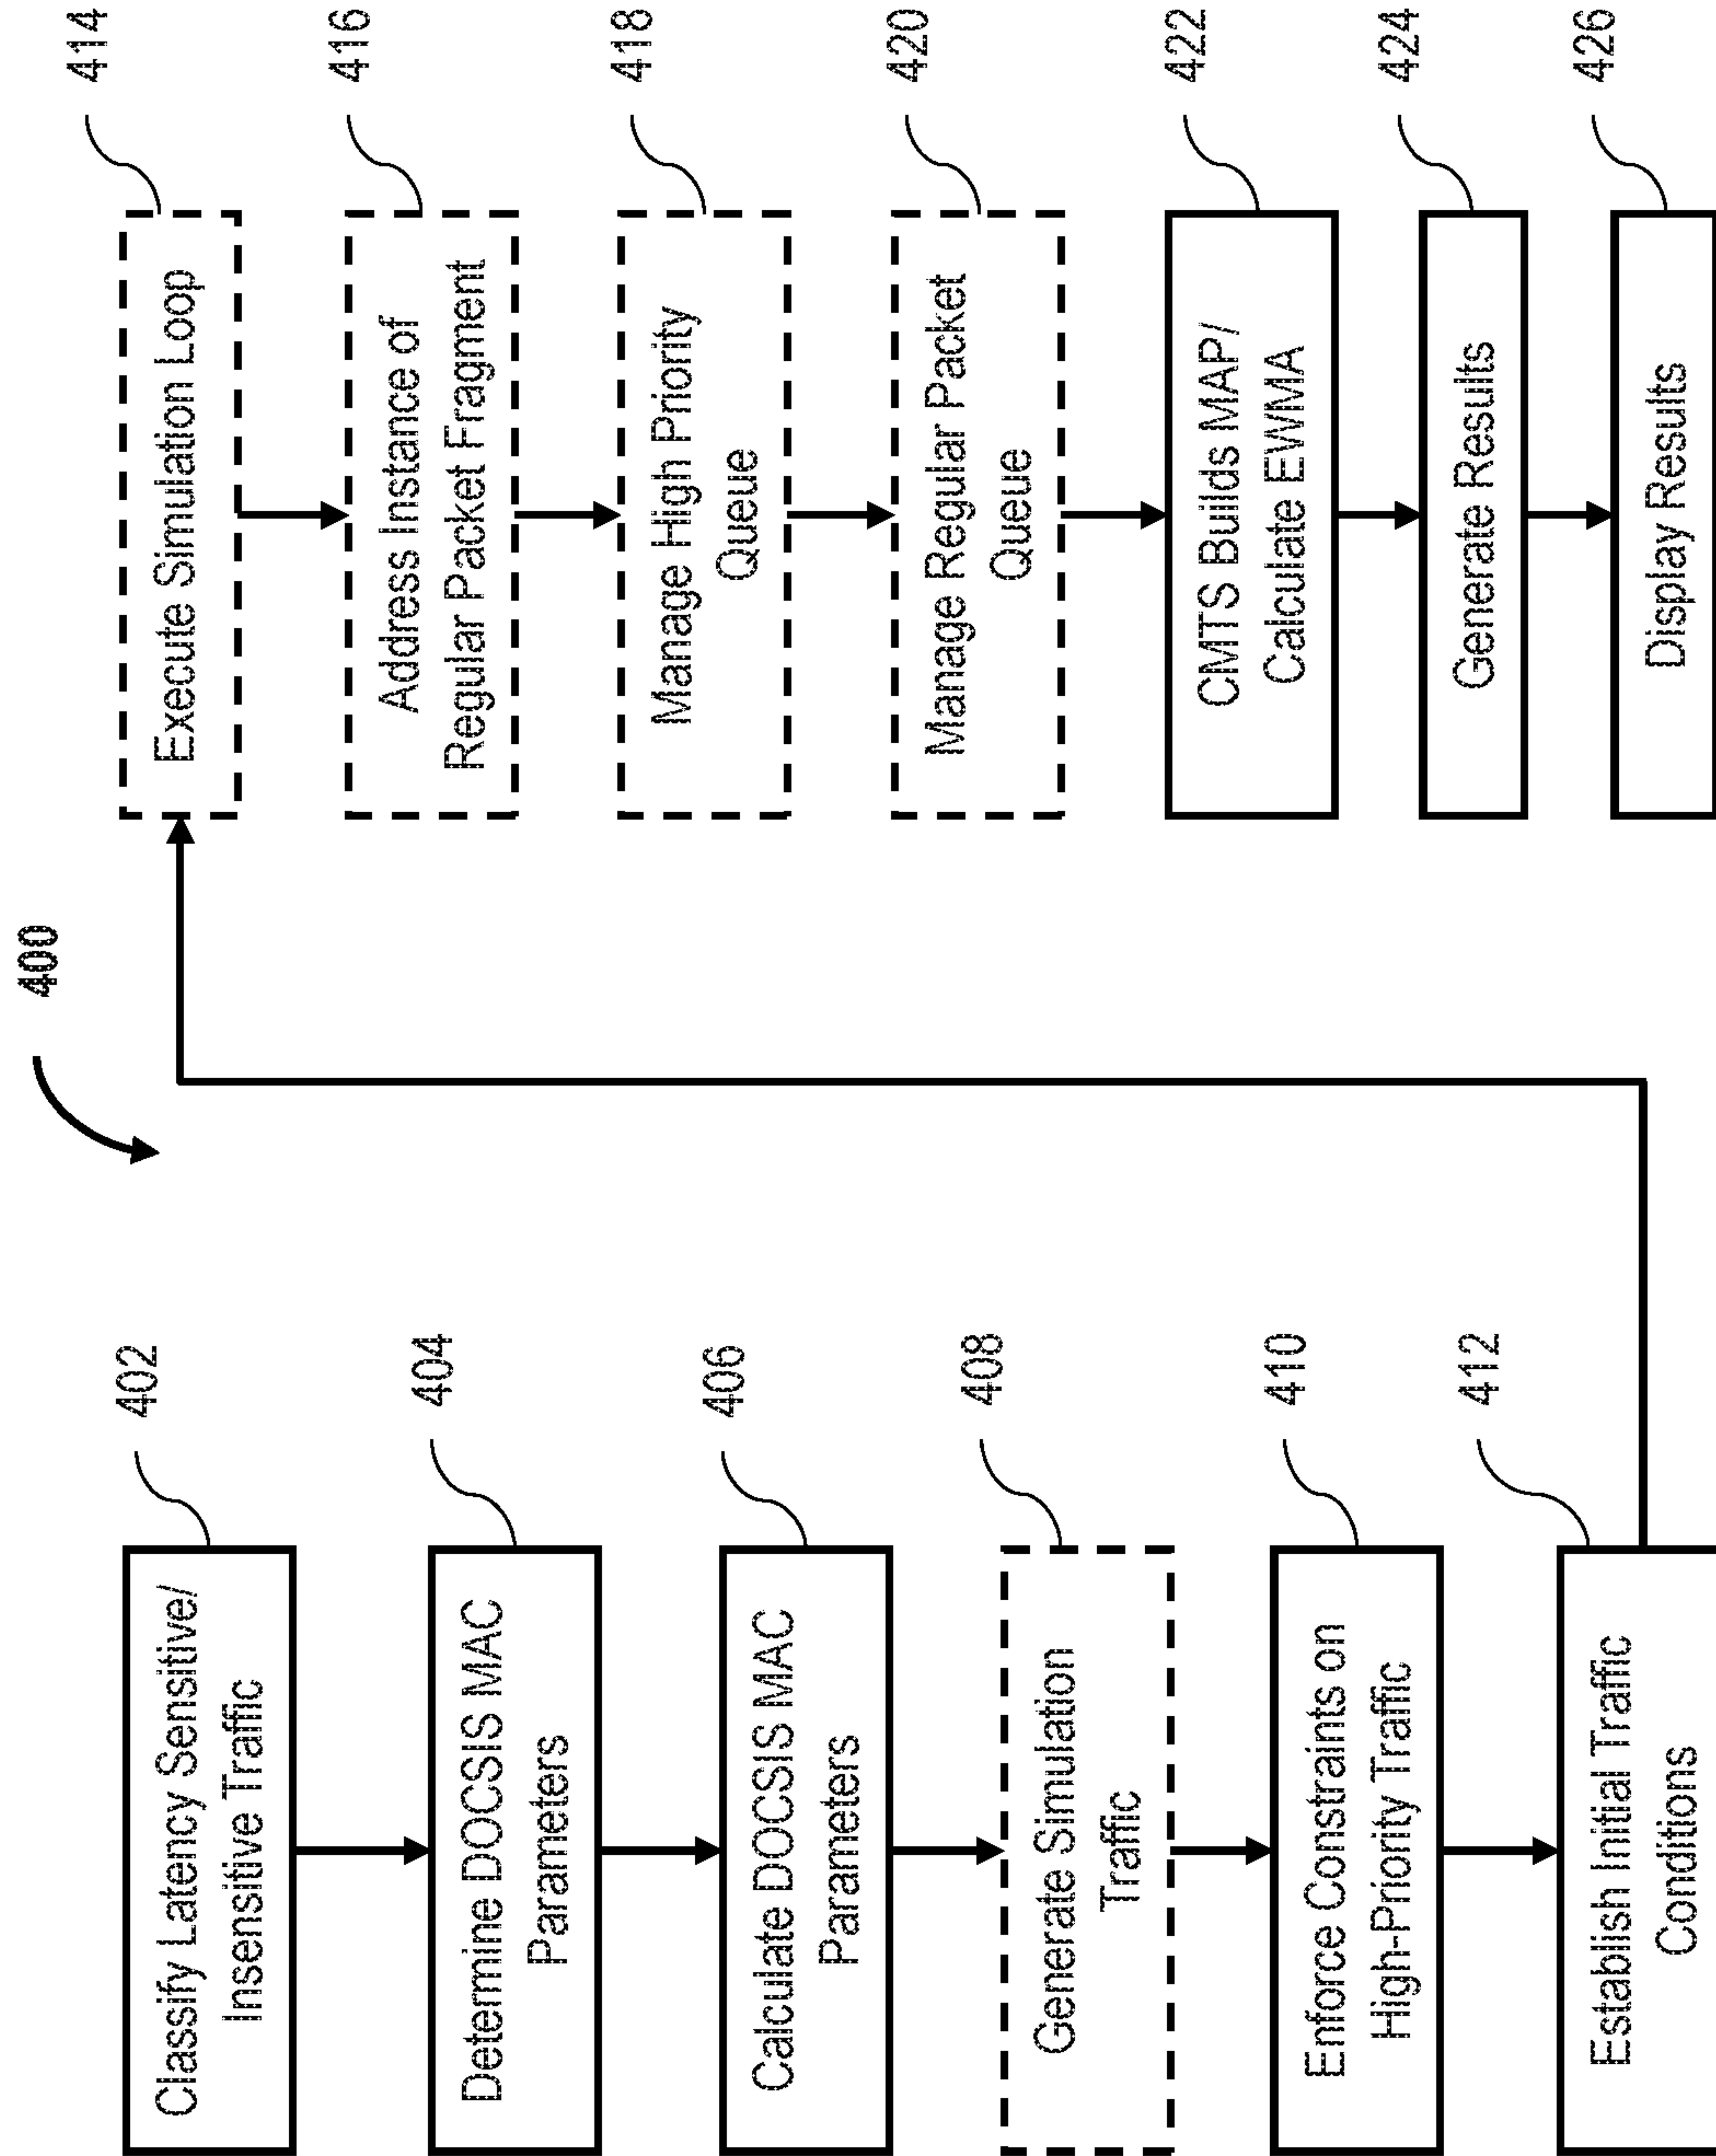 400
Classify Latency Sensitive/
Insensitive Traffic
402
Determine DOCSIS MAC
Parameters
404
Calculate DOCSIS MAC
Parameters
406
Generate Simulation
Traffic
408
Enforce Constraints on
High-Priority Traffic
410
Establish Initial Traffic
Conditions
412
Execute Simulation Loop
414
Address Instance of
Regular Packet Fragment
416
Manage High Priority
Queue
418
Manage Regular Packet
Queue
420
CMTS Builds MAP/
Calculate EWMA
422
Generate Results
424
Display Results
426